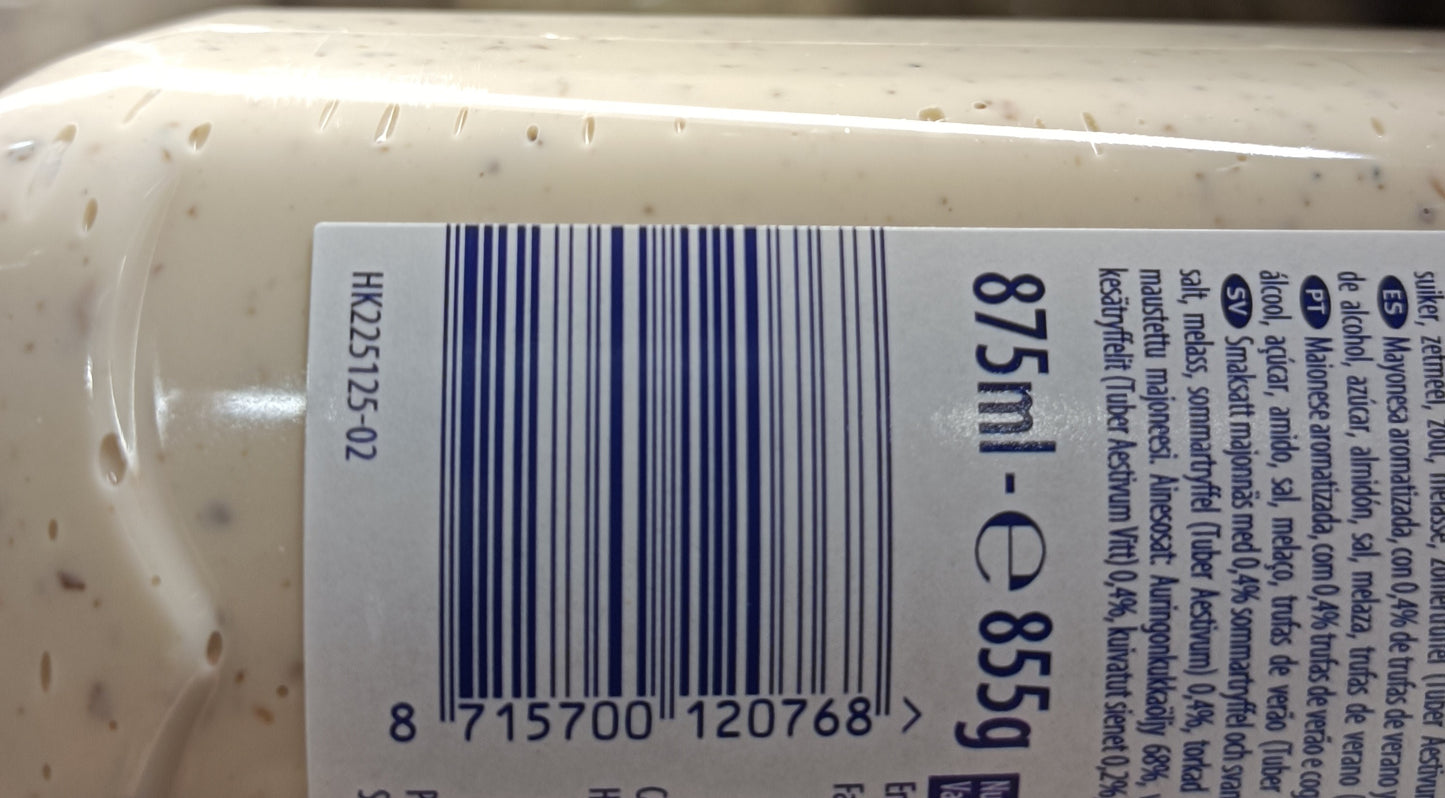 suiker, zetmeel, zout, melasse, zomertruffel (Tuber
ES Mayonesa aromatizada, con 0,4% de trufas de verano y
de alcohol, azúcar, almidón, sal, melaza, trufas de verano (
PT Maionese aromatizada, com 0,4% trufas de verão e
álcool, açúcar, amido, sal, melaço, trufas de verão (Tuber
SV Smaksatt majonnäs med 0,4% sommartryffel och
salt, melass, sommartryffel (Tuber Aestivum) 0,4%, torkad
maustettu majoneesi. Ainesosat: Auringonkukkaöljy 68%,
kesätryffelit (Tuber Aestivum Vitt) 0,4%, kuivatut sienet 0,2%
875ml - e 855g
8 715700 120768 >
HK225125-02